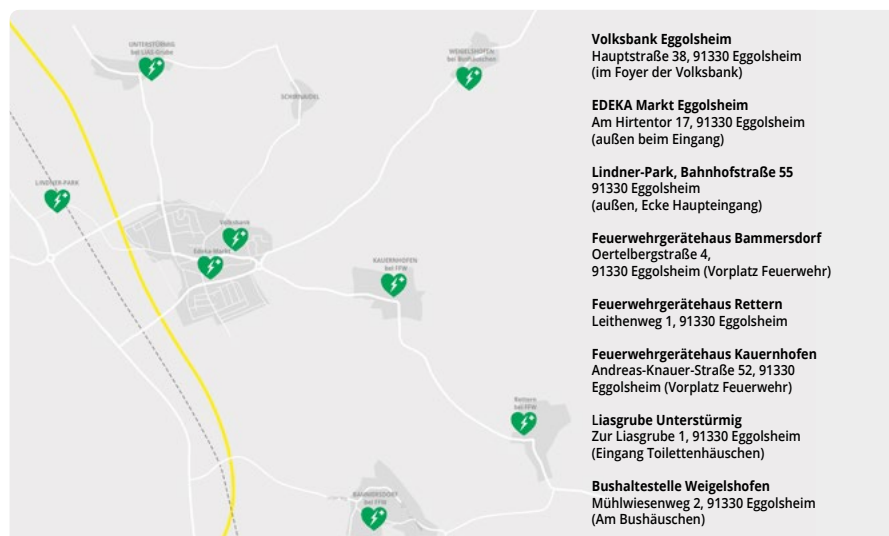 UNTERSTÜRMIG
bei LIAS-Grube
WEIGELSHOFEN
bei Bushäuschen
SCHIRNAIDEL
LINDNER-PARK
Volksbank
Edeka Markt
KAUERNHOFEN
bei FFW
Rettern
bei FFW
BAMMERSDORF
bei FFW
Volksbank Eggolsheim
Hauptstraße 38, 91330 Eggolsheim
(im Foyer der Volksbank)
EDEKA Markt Eggolsheim
Am Hirtentor 17, 91330 Eggolsheim
(außen beim Eingang)
Lindner-Park, Bahnhofstraße 55
91330 Eggolsheim
(außen, Ecke Haupteingang)
Feuerwehrgerätehaus Bammersdorf
Oertelbergstraße 4,
91330 Eggolsheim (Vorplatz Feuerwehr)
Feuerwehrgerätehaus Rettern
Leithenweg 1, 91330 Eggolsheim
Feuerwehrgerätehaus Kauernhofen
Andreas-Knauer-Straße 52, 91330
Eggolsheim (Vorplatz Feuerwehr)
Liasgrube Unterstürmig
Zur Liasgrube 1, 91330 Eggolsheim
(Eingang Toilettenhäuschen)
Bushaltestelle Weigelshofen
Mühlwiesenweg 2, 91330 Eggolsheim
(Am Bushäuschen)